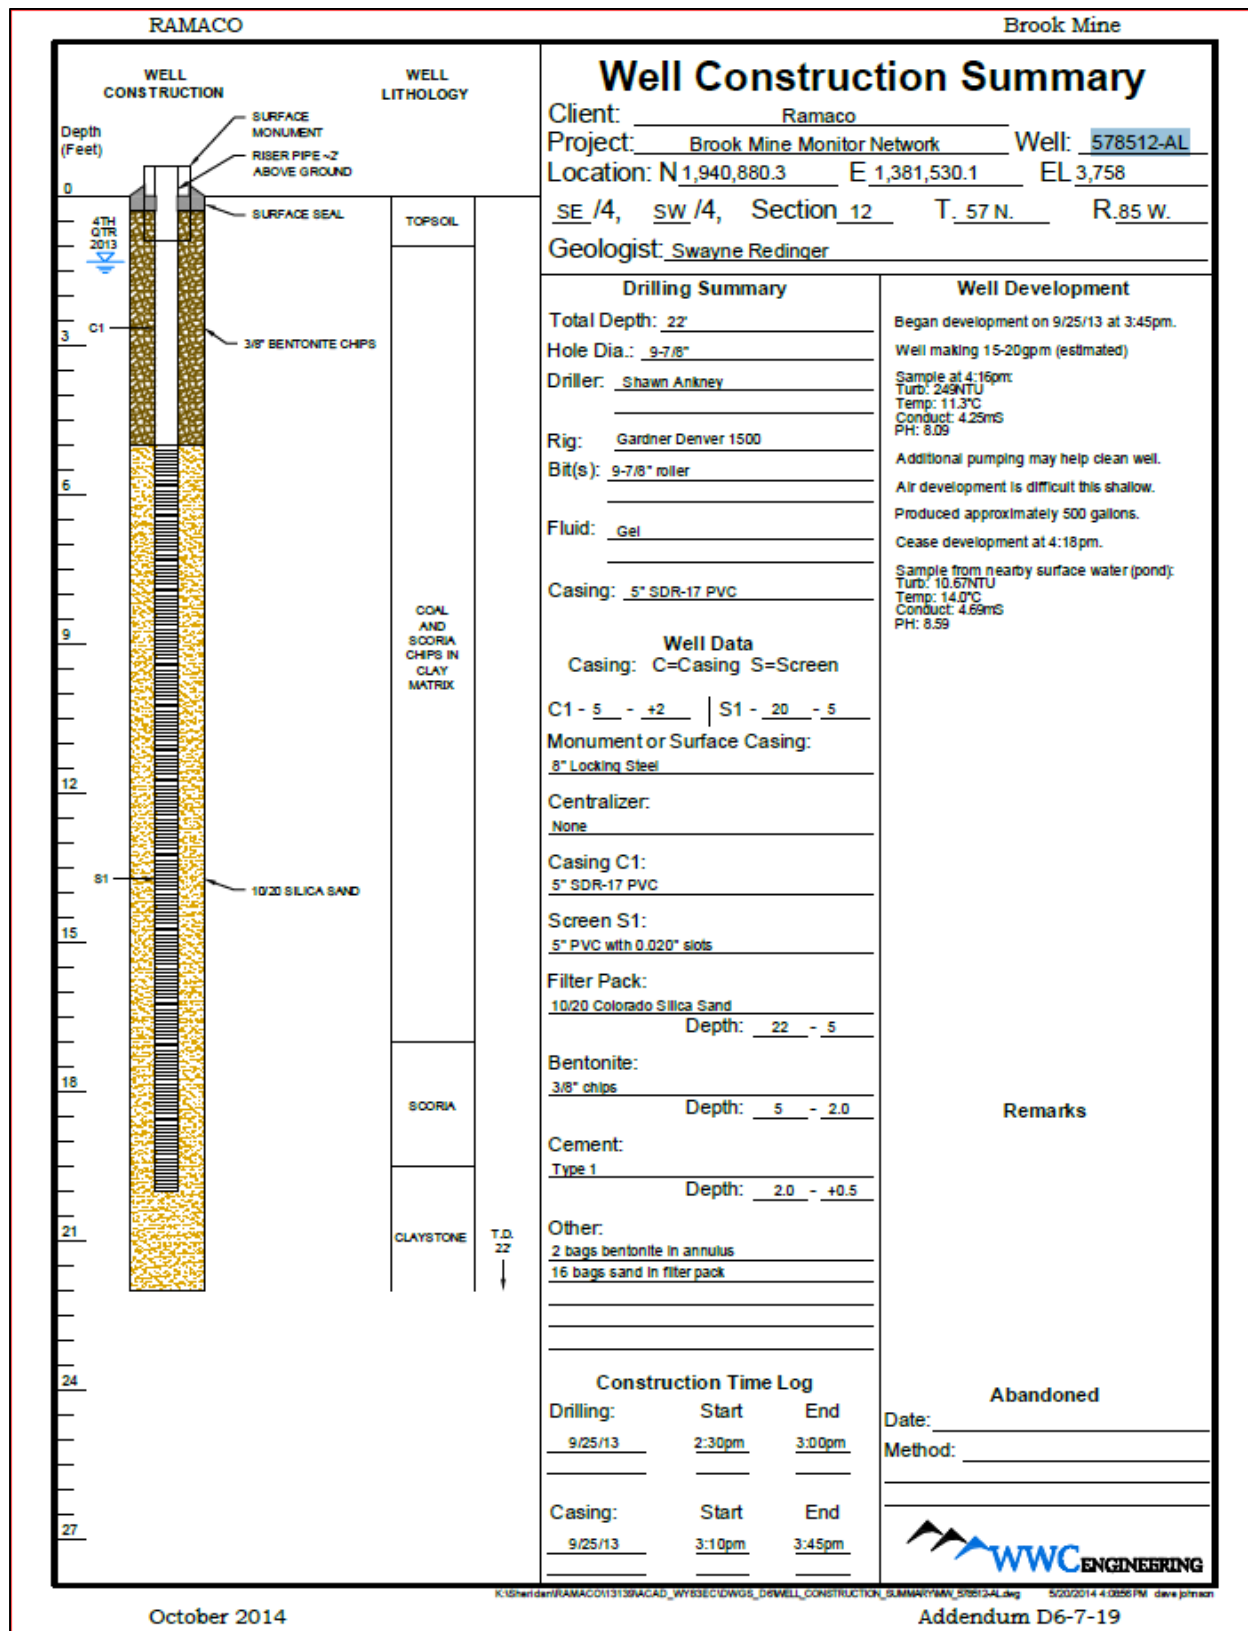 RAMACO
Brook Mine
WELL
CONSTRUCTION
WELL
LITHOLOGY
Depth
(Feet)
SURFACE
MONUMENT
RISER PIPE ~2'
ABOVE GROUND
0
SURFACE SEAL
4TH
QTR
2013
TOPSOIL
C1
3
3/8" BENTONITE CHIPS
6
COAL
AND
SCORIA
CHIPS IN
CLAY
MATRIX
9
12
S1
10/20 SILICA SAND
15
18
SCORIA
21
CLAYSTONE
T.D.
22'
24
27
Well Construction Summary
Client: Ramaco
Project: Brook Mine Monitor Network Well: 578512-AL
Location: N 1,940,880.3 E 1,381,530.1 EL 3,758
SE /4, SW /4, Section 12 T. 57 N. R. 85 W.
Geologist: Swayne Redinger
Drilling Summary
Total Depth: 22'
Hole Dia.: 9-7/8"
Driller: Shawn Ankney
Rig: Gardner Denver 1500
Bit(s): 9-7/8" roller
Fluid: Gel
Casing: 5" SDR-17 PVC
Well Data
Casing: C=Casing S=Screen
C1 - 5 - +2 | S1 - 20 - 5
Monument or Surface Casing:
8" Locking Steel
Centralizer:
None
Casing C1:
5" SDR-17 PVC
Screen S1:
5" PVC with 0.020" slots
Filter Pack:
10/20 Colorado Silica Sand
Depth: 22 - 5
Bentonite:
3/8" chips
Depth: 5 - 2.0
Cement:
Type 1
Depth: 2.0 - +0.5
Other:
2 bags bentonite in annulus
16 bags sand in filter pack
Construction Time Log
Drilling: Start End
9/25/13 2:30pm 3:00pm
Casing: Start End
9/25/13 3:10pm 3:45pm
Well Development
Began development on 9/25/13 at 3:45pm.
Well making 15-20gpm (estimated)
Sample at 4:16pm:
Turb: 249NTU
Temp: 11.3°C
Conduct: 4.25mS
PH: 8.09
Additional pumping may help clean well.
Air development is difficult this shallow.
Produced approximately 500 gallons.
Cease development at 4:18pm.
Sample from nearby surface water (pond):
Turb: 10.67NTU
Temp: 14.0°C
Conduct: 4.69mS
PH: 8.59
Remarks
Abandoned
Date:
Method:
WWC ENGINEERING
5/20/2014 4:08:56 PM dave johnson
October 2014
Addendum D6-7-19